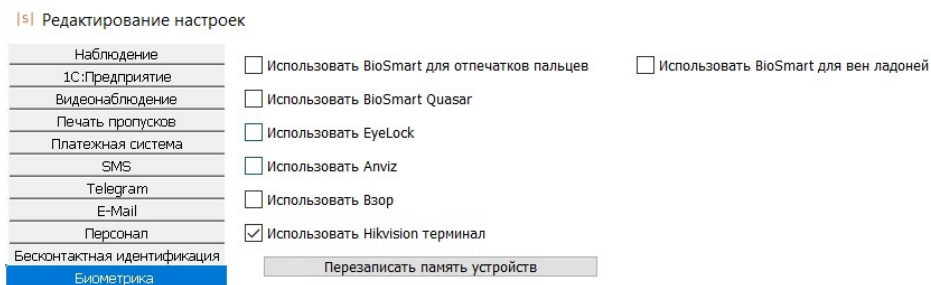 |s| Редактирование настроек
Наблюдение
1С:Предприятие
Видеонаблюдение
Печать пропусков
Платежная система
SMS
Telegram
E-Mail
Персонал
Бесконтактная идентификация
Биометрика
Использовать BioSmart для отпечатков пальцев
Использовать BioSmart для вен ладоней
Использовать BioSmart Quasar
Использовать EyeLock
Использовать Anviz
Использовать Взор
Использовать Hikvision терминал
Перезаписать память устройств